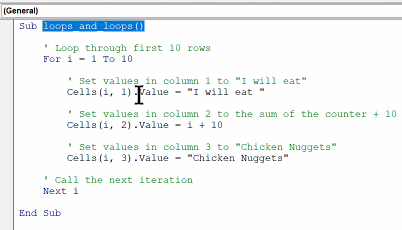 (General)
Sub loops_and_loops()
' Loop through first 10 rows
For i = 1 To 10
' Set values in column 1 to "I will eat"
Cells(i, 1).Value = "I will eat "
' Set values in column 2 to the sum of the counter + 10
Cells(i, 2).Value = i + 10
' Set values in column 3 to "Chicken Nuggets"
Cells(i, 3).Value = "Chicken Nuggets"
' Call the next iteration
Next i
End Sub